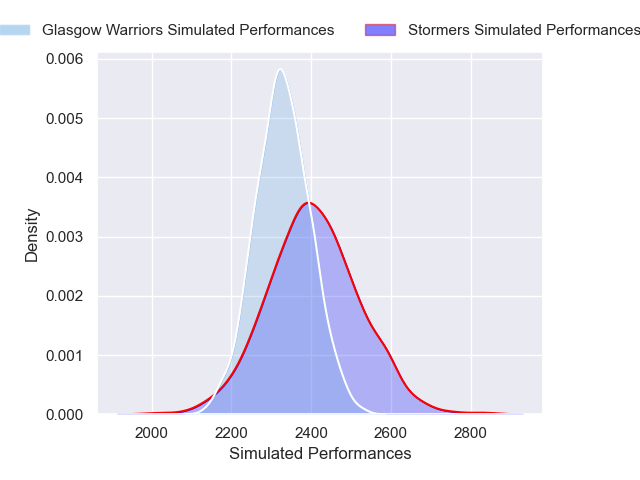 Glasgow Warriors Simulated Performances Stormers Simulated Performances
0.006
0.005
0.004
0.003
0.002
0.001
0.000
Density
2000 2200 2400 2600 2800
Simulated Performances